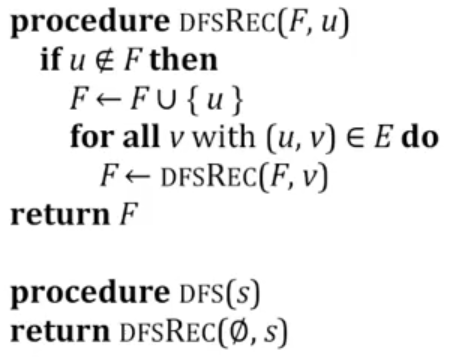 procedure DFSREC(F, u)
if u ∉ F then
F ← F ∪ { u }
for all v with (u, v) ∈ E do
F ← DFSREC(F, v)
return F
procedure DFS(s)
return DFSREC(∅, s)